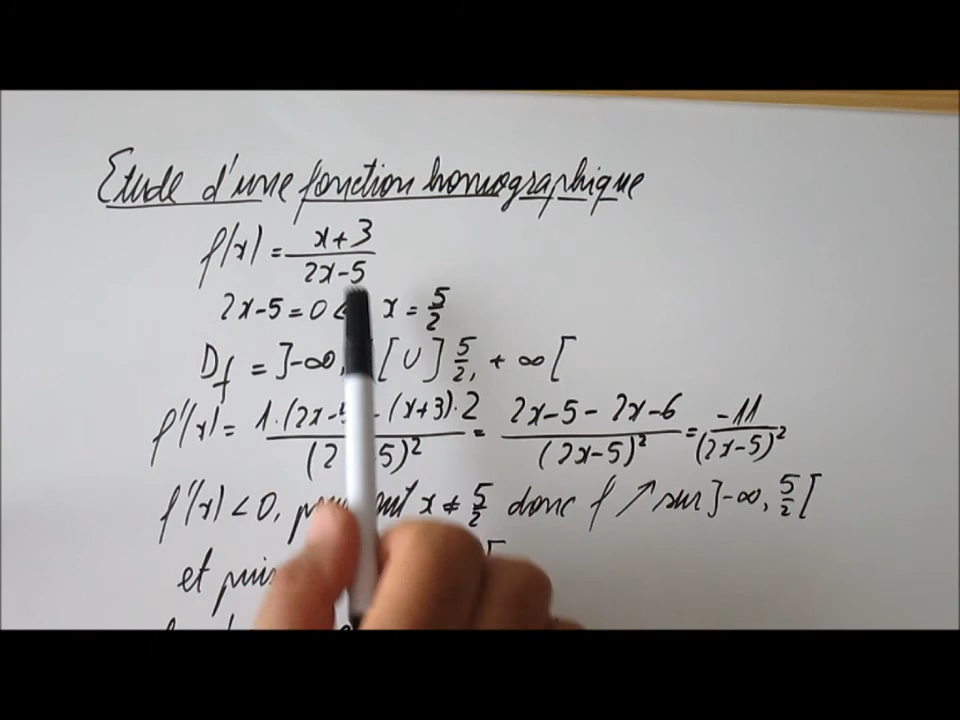 Etude d'une fonction homographique
f(x) = x+3 / 2x-5
2x-5=0 x = 5/2
Df = ]-∞, [ U ] 5/2, +∞ [
f'(x) = 1.(2x-5 -(x+3).2 / (2 -5)² = 2x-5-2x-6 / (2x-5)² = -11 / (2x-5)²
f'(x) < 0, x ≠ 5/2 donc f ↗ sur ]-∞, 5/2 [
et puis [